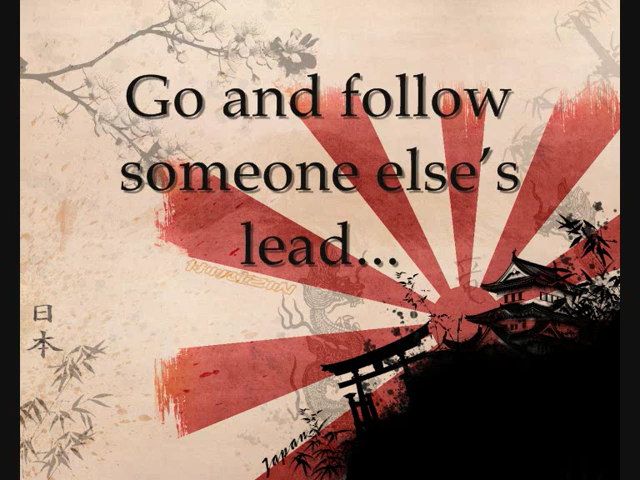 Go and follow
someone else's
lead...
日
本
Japan